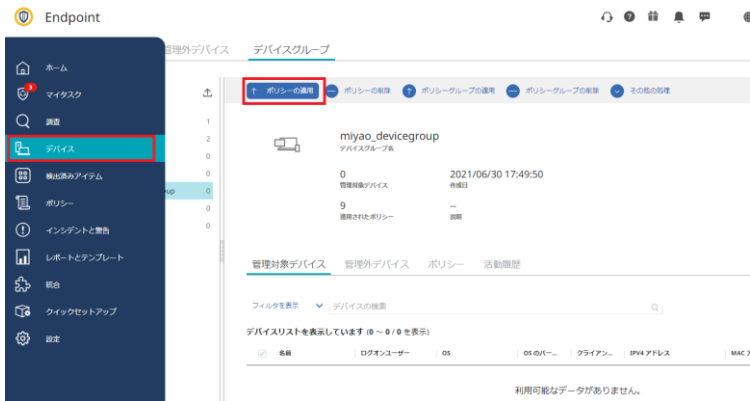 Endpoint
管理外デバイス デバイスグループ
ホーム
3
マイタスク
調査
デバイス
検出済みアイテム
ポリシー
インシデントと警告
レポートとテンプレート
統合
クイックセットアップ
設定
1
2
0
0
up 0
0
0
ポリシーの適用 ポリシーの削除 ポリシーグループの適用 ポリシーグループの削除 その他の処理
miyao_devicegroup
デバイスグループ名
0 2021/06/30 17:49:50
管理対象デバイス 作成日
9 --
適用されたポリシー 説明
管理対象デバイス 管理外デバイス ポリシー 活動履歴
フィルタを表示 デバイスの検索
デバイスリストを表示しています (0 ～ 0 / 0 を表示)
名前 ログオンユーザー OS OS のバー... クライアン... IPV4 アドレス MAC ア
利用可能なデータがありません。